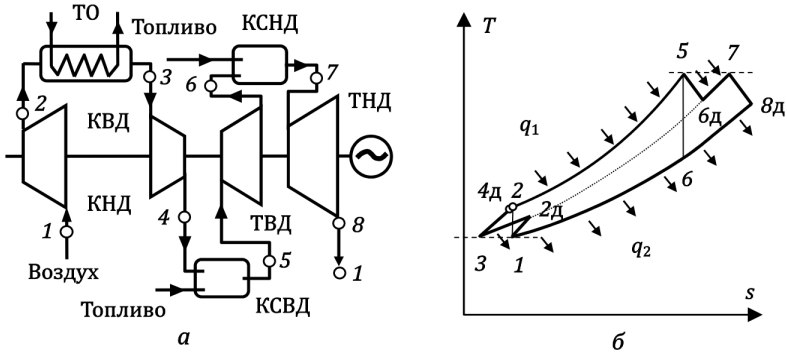 ТО
Топливо
КСНД
2
3
6
7
КВД
ТНД
КНД
4
ТВД
8
1
5
1
Воздух
Топливо
КСВД
а
T
5
7
q1
6д
8д
4д
2
2д
6
3
1
q2
s
б